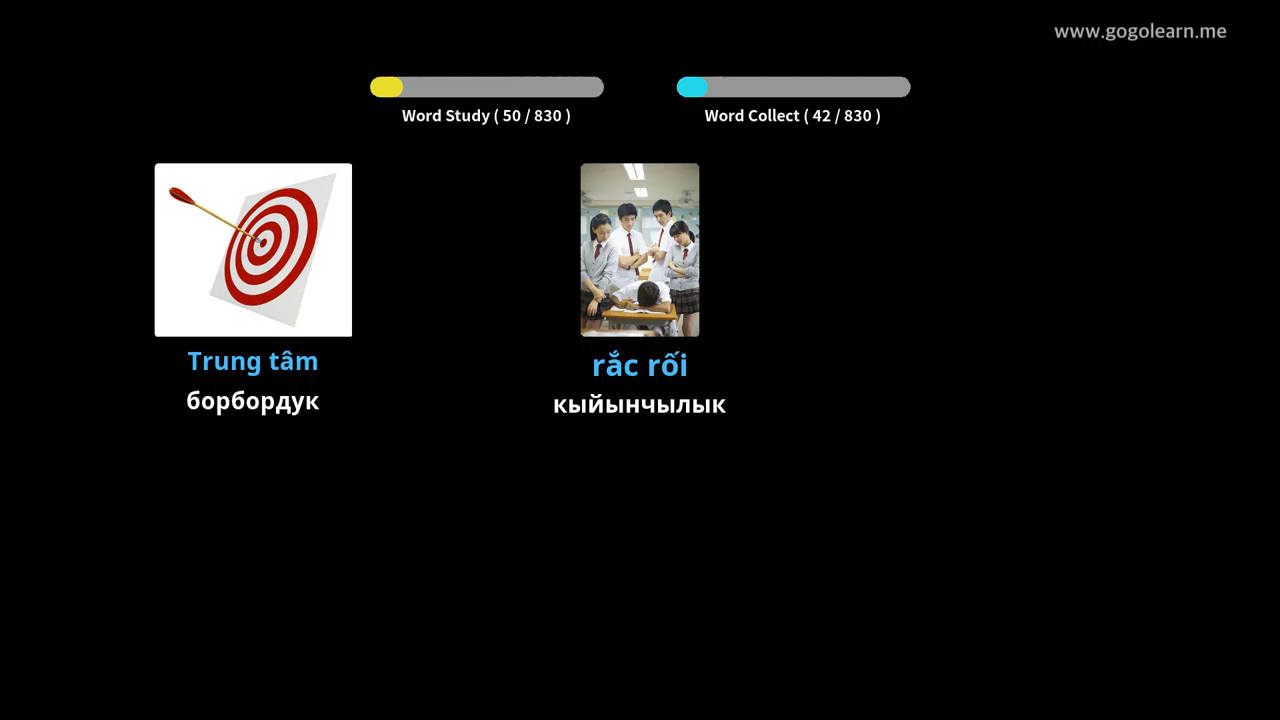 www.gogolearn.me
Word Study ( 50 / 830 )
Word Collect ( 42 / 830 )
Trung tâm
борбордук
rắc rối
кыйынчылык